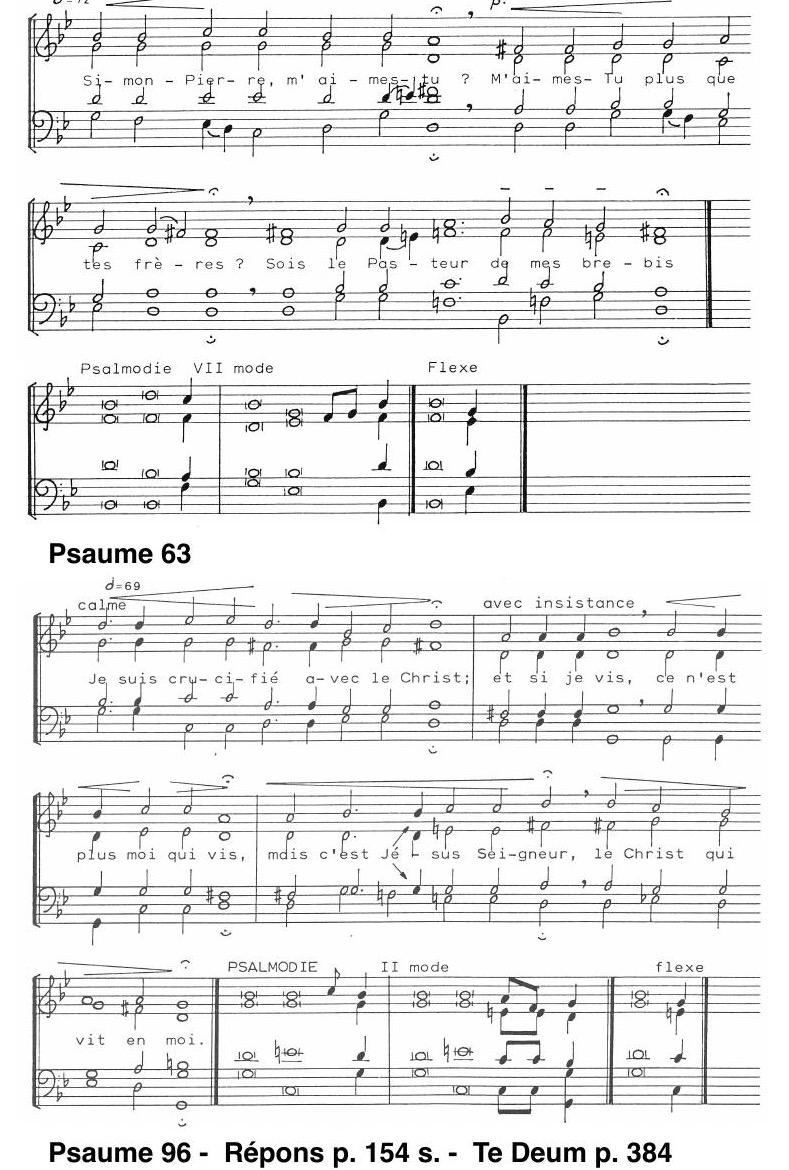 𝅗𝅥=72 p.
Si- mon - Pier- re, m' ai - mes- tu ? M'ai- mes- Tu plus que
tes frè - res ? Sois le Pas - teur de mes bre - bis
Psalmodie VII mode Flexe
Psaume 63
𝅗𝅥=69
calme avec insistance
Je suis cru-ci-fié a-vec le Christ; et si je vis, ce n'est
plus moi qui vis, mais c'est Jé - sus Sei-gneur, le Christ qui
PSALMODIE II mode flexe
vit en moi.
Psaume 96 - Répons p. 154 s. - Te Deum p. 384